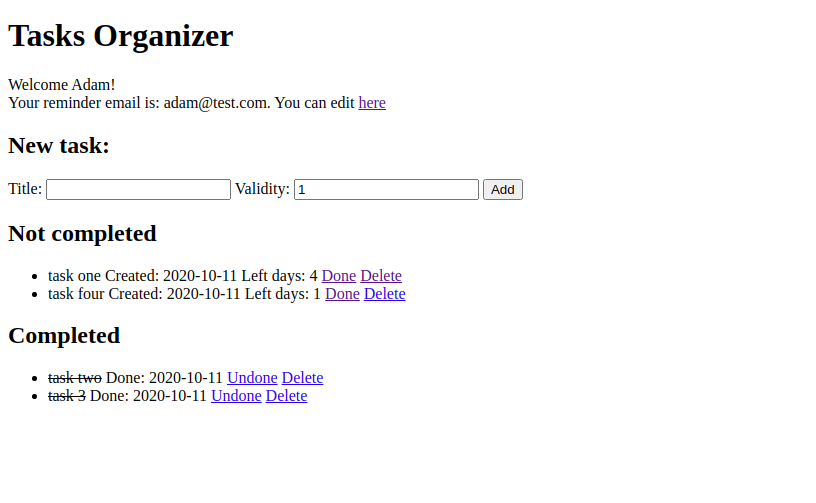 Tasks Organizer
Welcome Adam!
Your reminder email is: adam@test.com. You can edit here
New task:
Title: Validity: 1 Add
Not completed
task one Created: 2020-10-11 Left days: 4 Done Delete
task four Created: 2020-10-11 Left days: 1 Done Delete
Completed
task two Done: 2020-10-11 Undone Delete
task 3 Done: 2020-10-11 Undone Delete